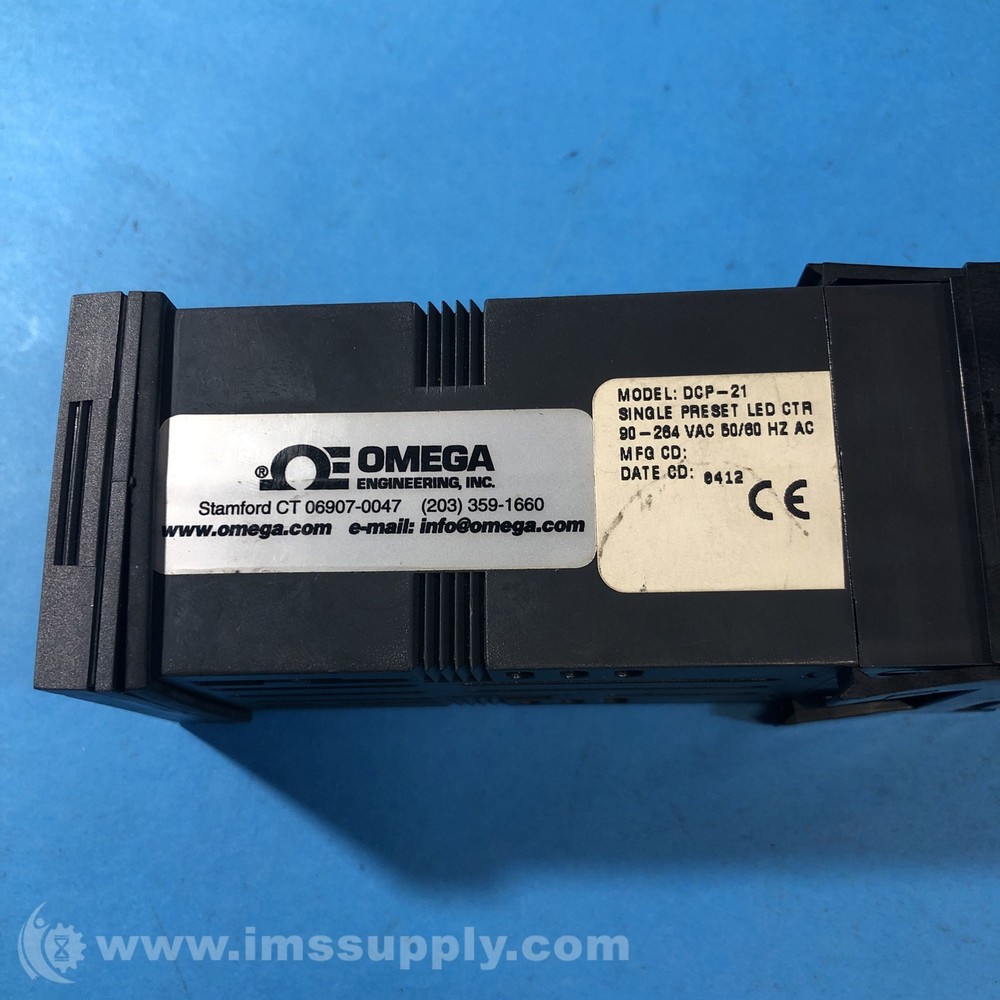 ® OMEGA
ENGINEERING, INC.
Stamford CT 06907-0047 (203) 359-1660
www.omega.com e-mail: info@omega.com
MODEL: DCP-21
SINGLE PRESET LED CTR
90-264 VAC 50/60 HZ AC
MFG CD:
DATE CD: 0412
CE
www.imssupply.com